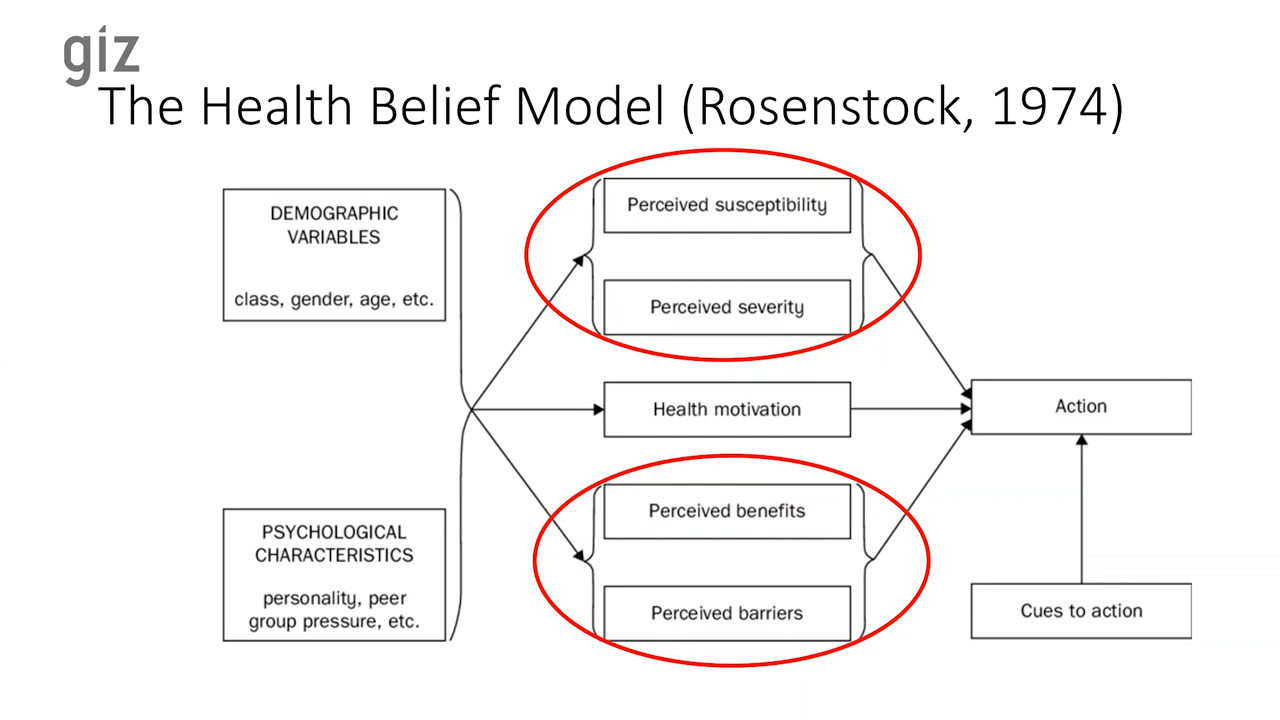 giz
The Health Belief Model (Rosenstock, 1974)
DEMOGRAPHIC
VARIABLES
class, gender, age, etc.
PSYCHOLOGICAL
CHARACTERISTICS
personality, peer
group pressure, etc.
Perceived susceptibility
Perceived severity
Health motivation
Perceived benefits
Perceived barriers
Action
Cues to action